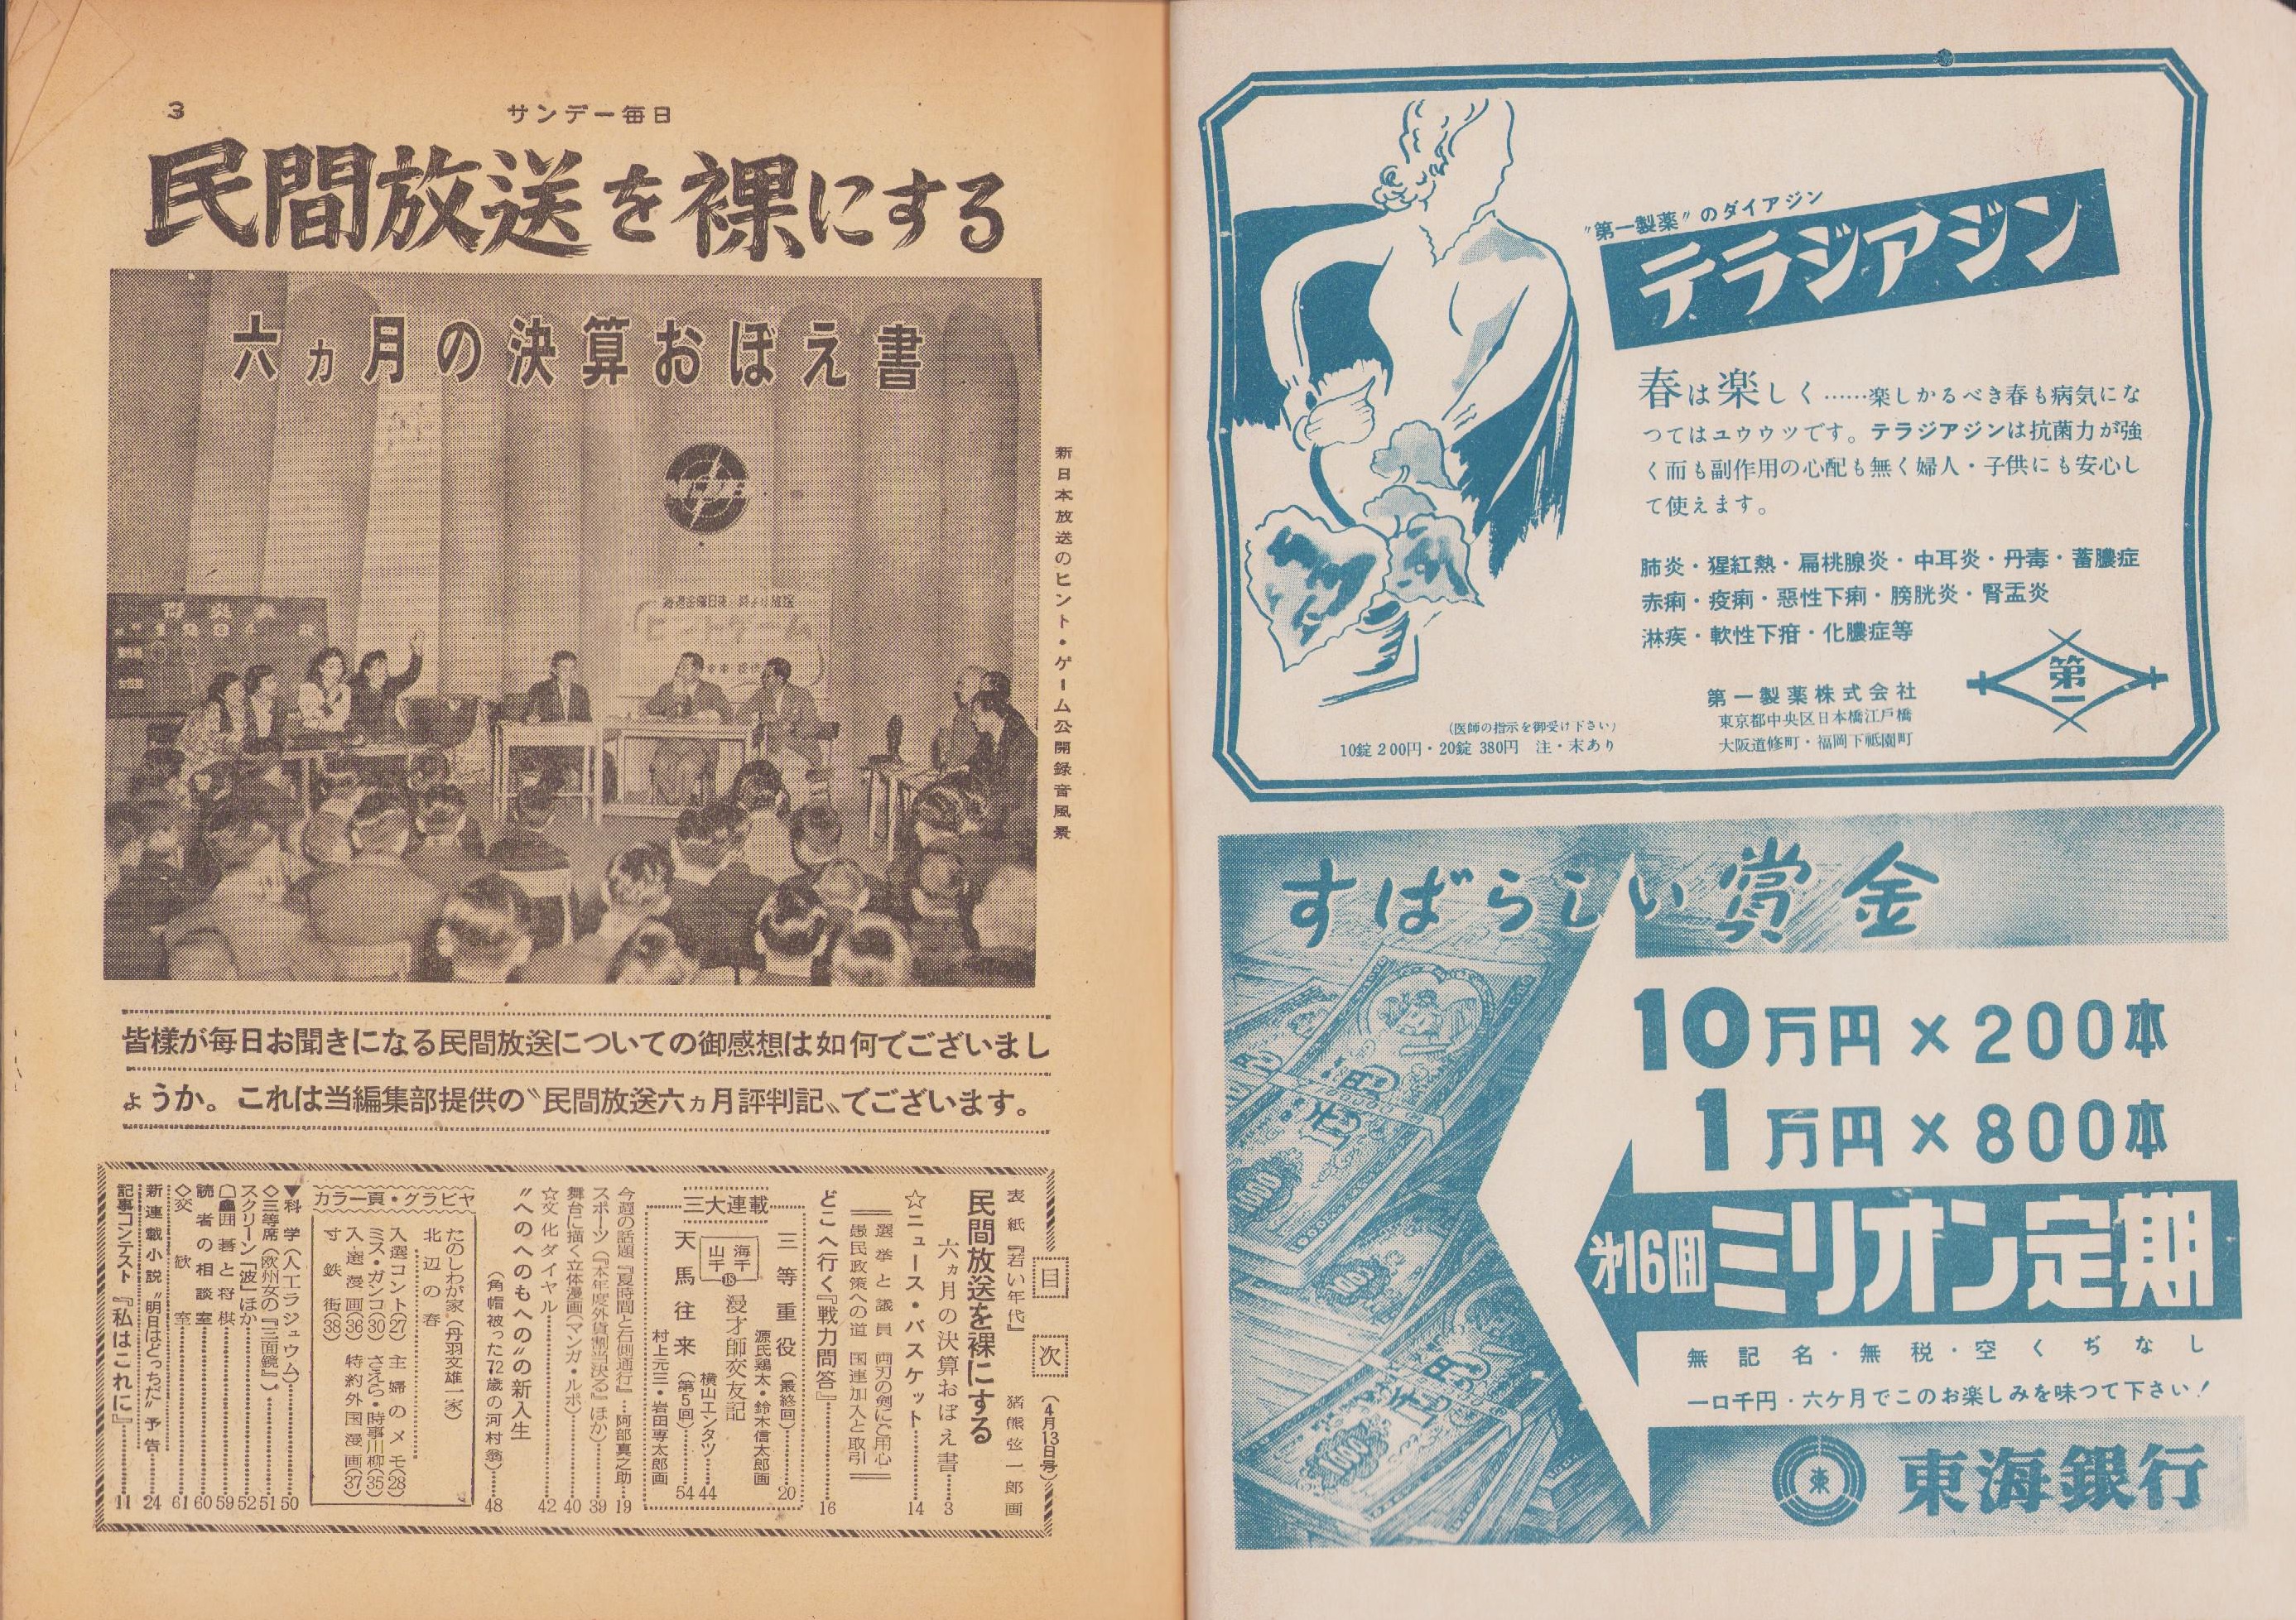 3
サンデー毎日
民間放送を裸にする
六ヵ月の決算おぼえ書
新日本放送のヒント・ゲーム公開録音風景
皆様が毎日お聞きになる民間放送についての御感想は如何でございまし
ょうか。これは当編集部提供の〝民間放送六ヵ月評判記〟でございます。
目次
(4月13日号)
表紙『若い年代』 猪熊弦一郎画
民間放送を裸にする
六ヵ月の決算おぼえ書……3
☆ニュース・バスケット……14
選挙と議員 両刃の剣にご用心
愚民政策への道 国連加入と取引
どこへ行く『戦力問答』……16
三大連載
三等重役(最終回)……20
源氏鶏太・鈴木信太郎画
海千山千⑱ 漫才師交友記
横山エンタツ……44
天馬往来(第5回)……54
村上元三・岩田専太郎画
今週の話題『夏時間と右側通行』…阿部真之助…19
スポーツ(『本年度外貨割当決る』ほか)……39
舞台に描く立体漫画(マンガ・ルポ)……40
☆文化ダイヤル……42
〝へのへのもへの〟の新入生
(角帽被った72歳の河村翁)……48
カラー頁・グラビヤ
たのしわが家(丹羽文雄一家)
北辺の春
入選コント(27) 主婦のメモ(28)
ミス・ガンコ(30) さえら・時事川柳(35)
入選漫画(36) 特約外国漫画(37)
寸鉄街(38)
▼科学(人工ラジュウム)……50
◇三等席(欧州女の『三面鏡』)……51
スクリーン「波」ほか……52
囲碁と将棋……59
読者の相談室……60
◇交歓室……61
新連載小説〝明日はどっちだ〟予告……24
記事コンテスト『私はこれに』……11
〝第一製薬〟のダイアジン
テラジアジン
春は楽しく……楽しかるべき春も病気にな
つてはユウウツです。テラジアジンは抗菌力が強
く而も副作用の心配も無く婦人・子供にも安心し
て使えます。
肺炎・猩紅熱・扁桃腺炎・中耳炎・丹毒・蓄膿症
赤痢・疫痢・惡性下痢・膀胱炎・腎盂炎
淋疾・軟性下疳・化膿症等
第一
第一製薬株式会社
東京都中央区日本橋江戸橋
大阪道修町・福岡下祗園町
(医師の指示を御受け下さい)
10錠 200円・20錠 380円 注・末あり
すばらしい賞金
10万円×200本
1万円×800本
第16回ミリオン定期
無記名・無税・空くぢなし
一口千円・六ケ月でこのお楽しみを味つて下さい!
東
東海銀行